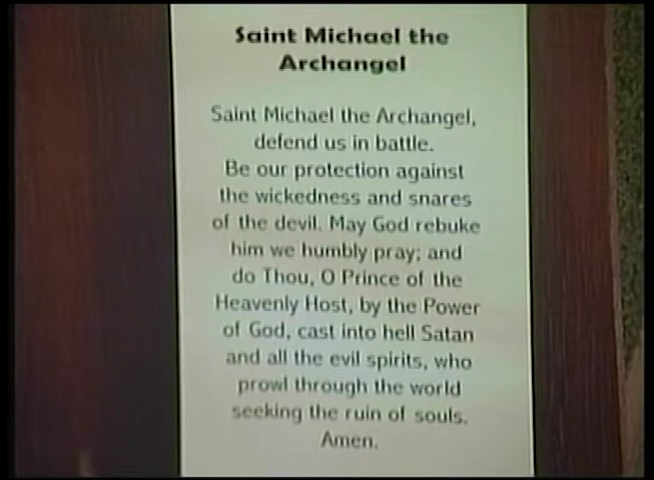 Saint Michael the
Archangel
Saint Michael the Archangel,
defend us in battle.
Be our protection against
the wickedness and snares
of the devil. May God rebuke
him we humbly pray; and
do Thou, O Prince of the
Heavenly Host, by the Power
of God, cast into hell Satan
and all the evil spirits, who
prowl through the world
seeking the ruin of souls.
Amen.